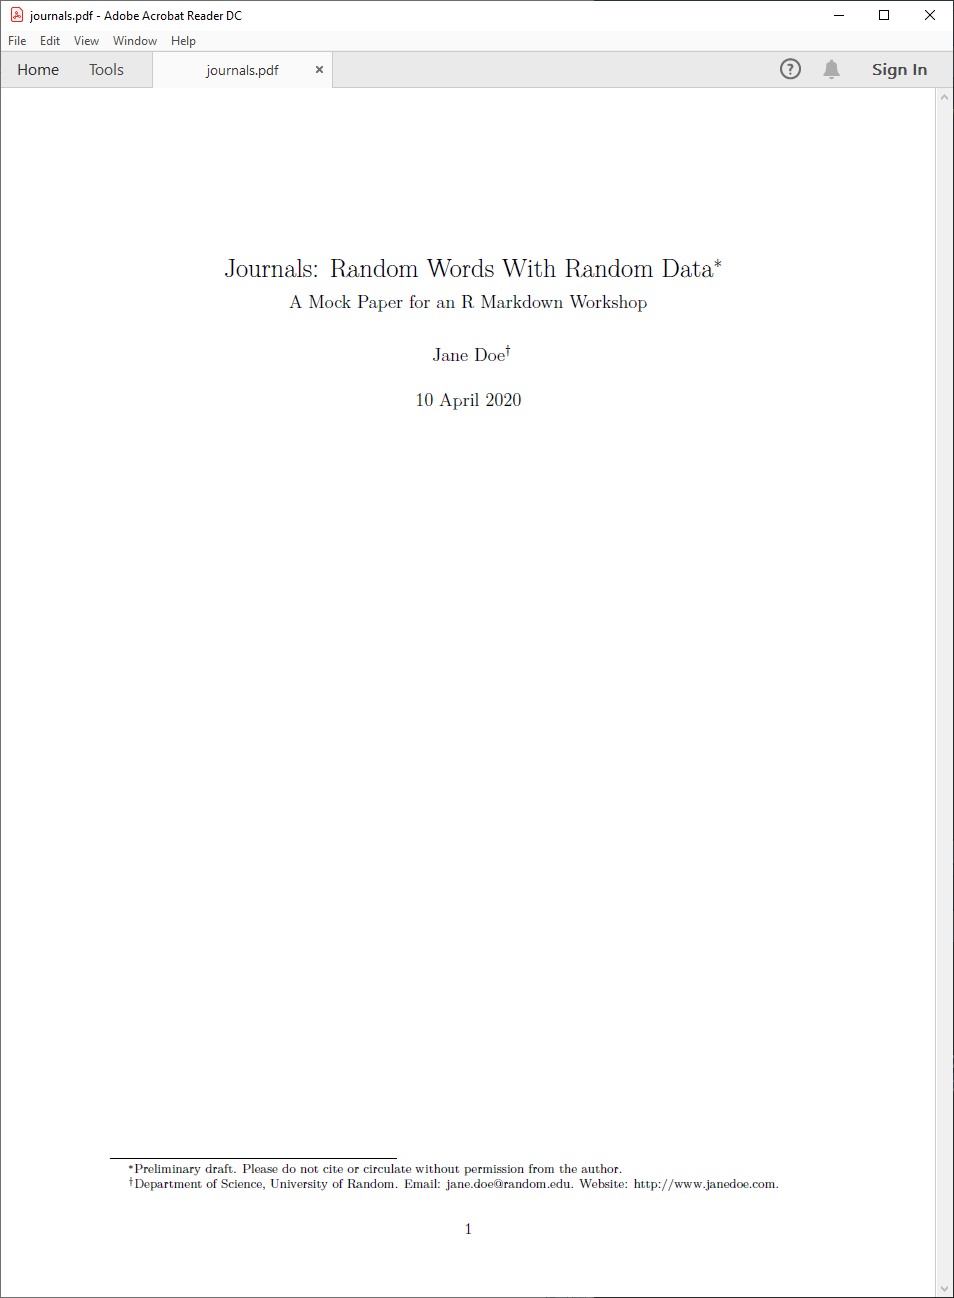 journals.pdf - Adobe Acrobat Reader DC
File Edit View Window Help
Home Tools journals.pdf × ? Sign In
Journals: Random Words With Random Data*
A Mock Paper for an R Markdown Workshop
Jane Doe†
10 April 2020
*Preliminary draft. Please do not cite or circulate without permission from the author.
†Department of Science, University of Random. Email: jane.doe@random.edu. Website: http://www.janedoe.com.
1